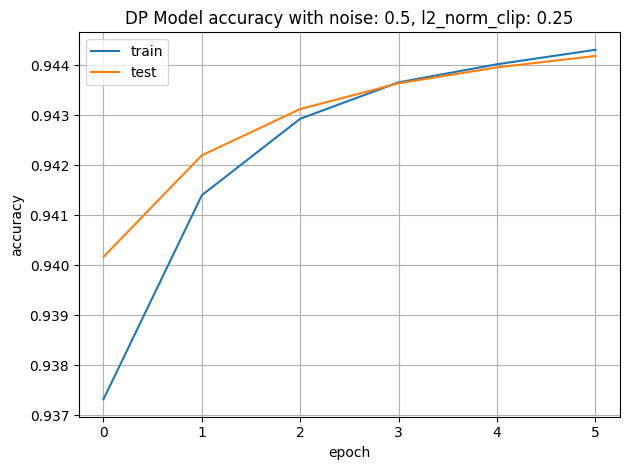 DP Model accuracy with noise: 0.5, l2_norm_clip: 0.25
train
test
accuracy
0.944
0.943
0.942
0.941
0.940
0.939
0.938
0.937
0 1 2 3 4 5
epoch